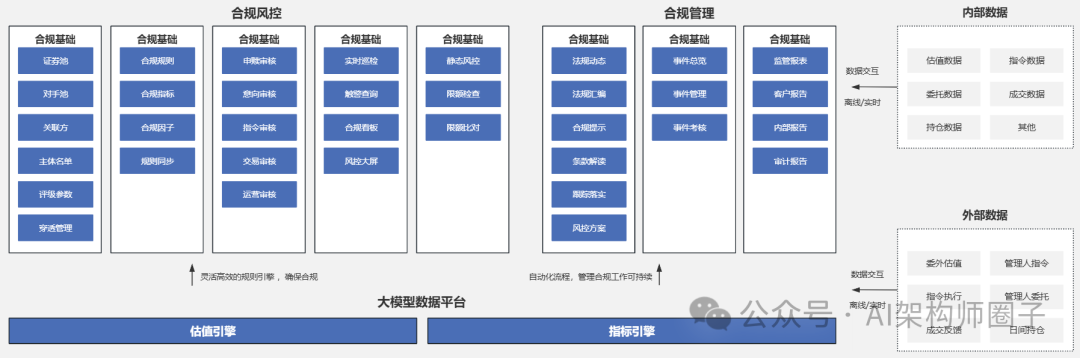 合规风控
合规基础
证券池
对手池
关联方
主体名单
评级参数
穿透管理
合规基础
合规规则
合规指标
合规因子
规则同步
合规基础
申赎审核
意向审核
指令审核
交易审核
运营审核
合规基础
实时巡检
触警查询
合规看板
风控大屏
合规基础
静态风控
限额检查
限额比对
合规管理
合规基础
法规动态
法规汇编
合规提示
条款解读
跟踪落实
风控方案
合规基础
事件总览
事件管理
事件考核
合规基础
监管报表
客户报告
内部报告
审计报告
数据交互
离线/实时
内部数据
估值数据
指令数据
委托数据
成交数据
持仓数据
其他
灵活高效的规则引擎，确保合规
自动化流程，管理合规工作可持续
数据交互
离线/实时
外部数据
委外估值
管理人指令
指令执行
管理人委托
成交反馈
日间持仓
大模型数据平台
估值引擎
指标引擎
公众号 · AI架构师圈子